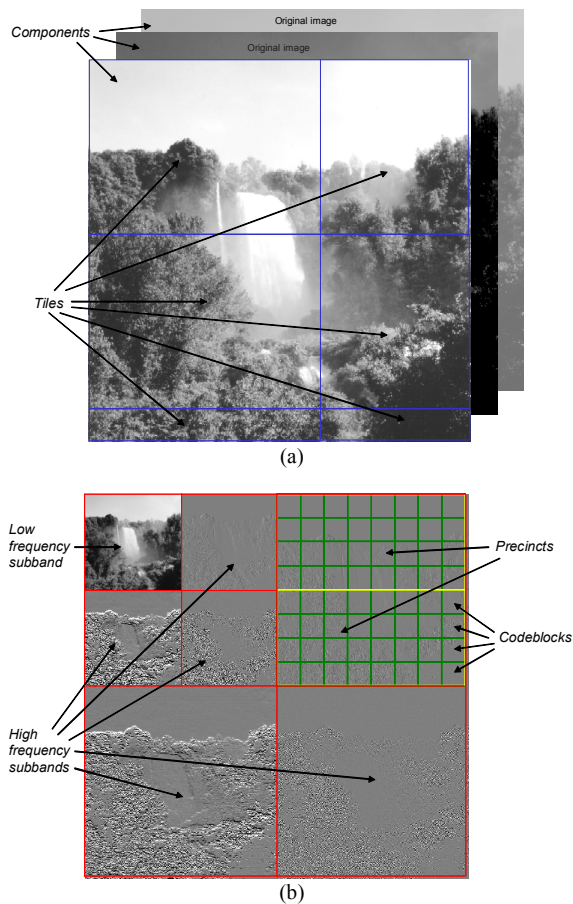 Original image
Components
Original image
Tiles
(a)
Low
frequency
subband
Precincts
Codeblocks
High
frequency
subbands
(b)